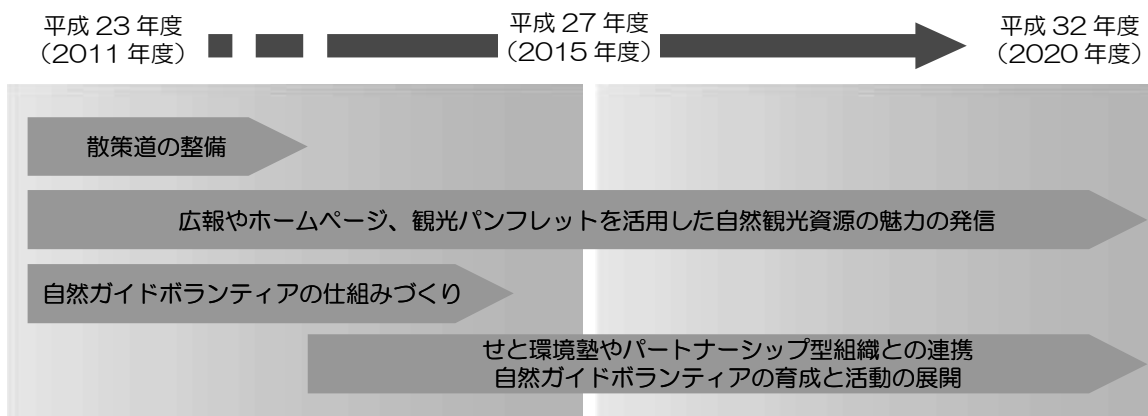 平成 23 年度
（2011 年度）
平成 27 年度
（2015 年度）
平成 32 年度
（2020 年度）
散策道の整備
広報やホームページ、観光パンフレットを活用した自然観光資源の魅力の発信
自然ガイドボランティアの仕組みづくり
せと環境塾やパートナーシップ型組織との連携
自然ガイドボランティアの育成と活動の展開